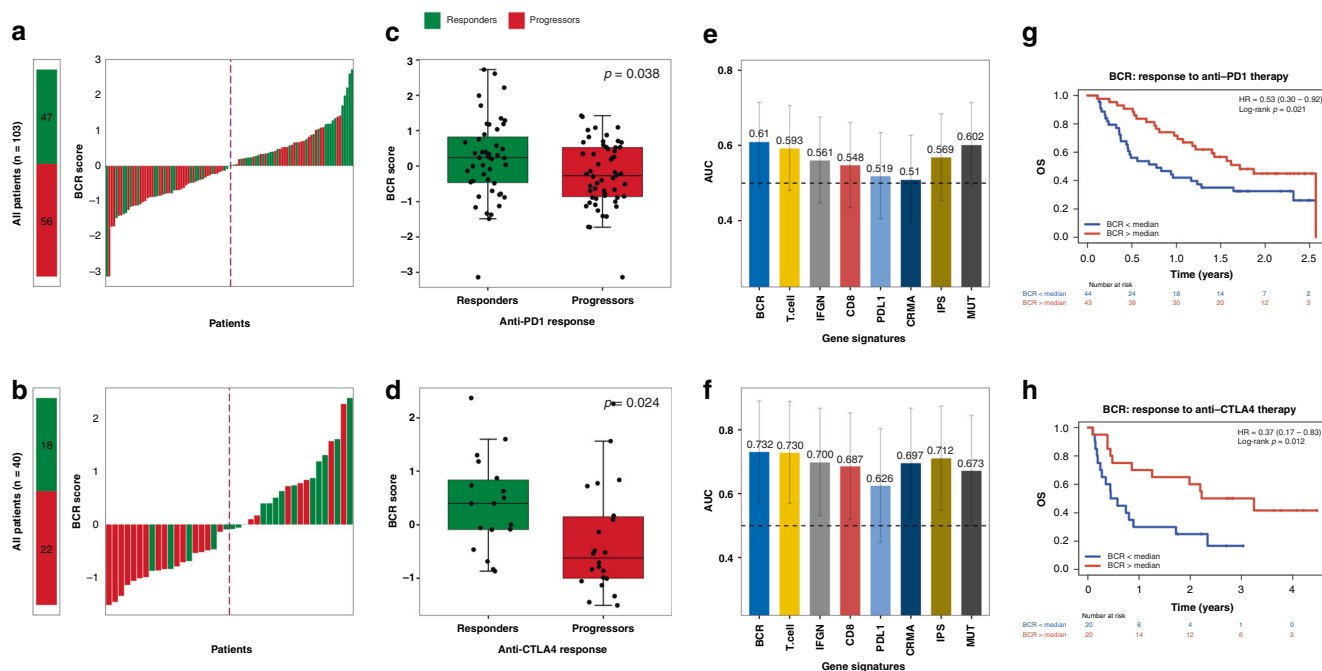 Responders Progressors
a
All patients (n = 103)
47
56
BCR score
3
2
1
0
–1
–2
–3
Patients
c
BCR score
3
2
1
0
–1
–2
–3
p = 0.038
Responders Progressors
Anti-PD1 response
e
AUC
0.8
0.6
0.4
0.61 0.593 0.561 0.548 0.519 0.51 0.569 0.602
BCR T.cell IFGN CD8 PDL1 CRMA IPS MUT
Gene signatures
g
BCR: response to anti–PD1 therapy
HR = 0.53 (0.30 – 0.92)
Log-rank p = 0.021
OS
1.0
0.8
0.6
0.4
0.2
0.0
BCR < median
BCR > median
0.0 0.5 1.0 1.5 2.0 2.5
Time (years)
Number at risk
BCR < median 44 24 18 14 7 2
BCR > median 43 39 30 20 12 3
b
All patients (n = 40)
18
22
BCR score
2
1
0
–1
Patients
d
BCR score
2
1
0
–1
p = 0.024
Responders Progressors
Anti-CTLA4 response
f
AUC
0.8
0.6
0.4
0.732 0.730 0.700 0.687 0.626 0.697 0.712 0.673
BCR T.cell IFGN CD8 PDL1 CRMA IPS MUT
Gene signatures
h
BCR: response to anti–CTLA4 therapy
HR = 0.37 (0.17 – 0.83)
Log-rank p = 0.012
OS
1.0
0.8
0.6
0.4
0.2
0.0
BCR < median
BCR > median
0 1 2 3 4
Time (years)
Number at risk
BCR < median 20 6 4 1 0
BCR > median 20 14 12 6 3